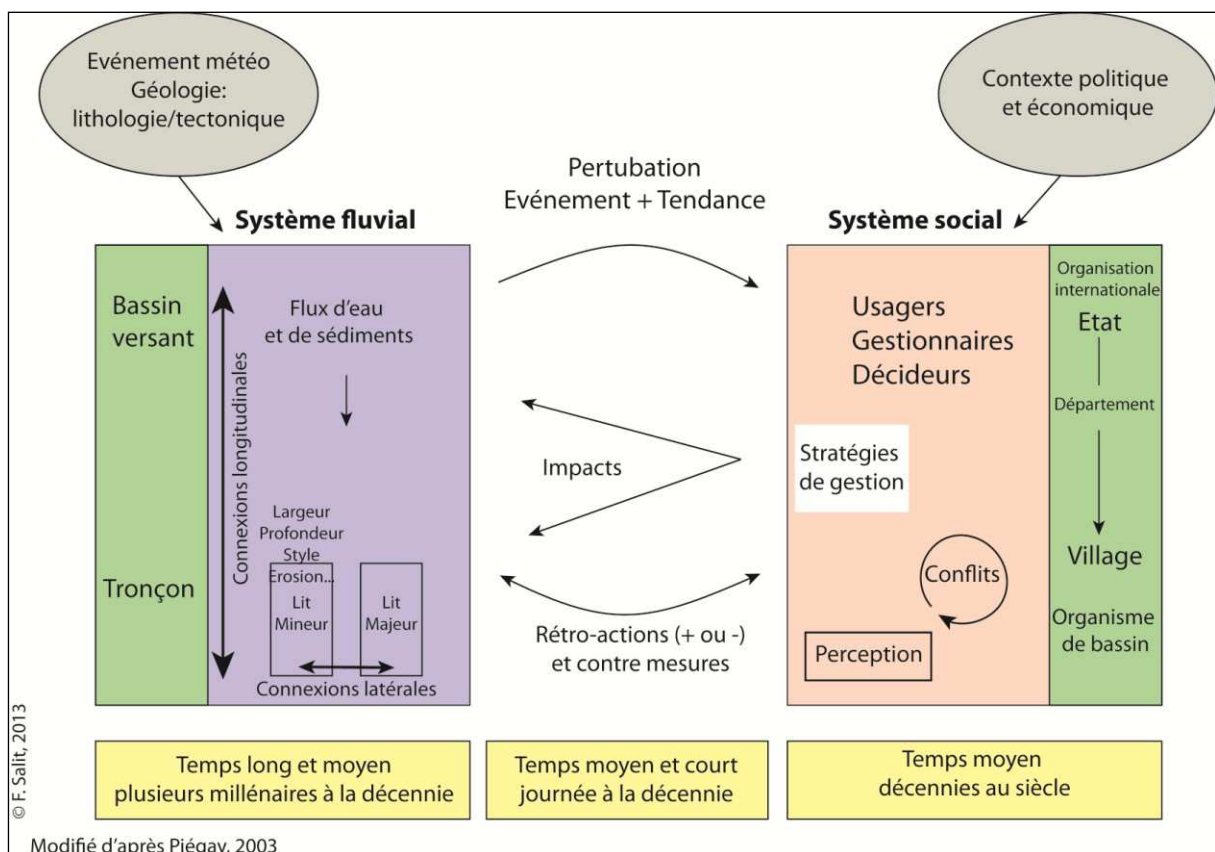 Evénement météo
Géologie:
lithologie/tectonique
Contexte politique
et économique
Pertubation
Evénement + Tendance
Système fluvial
Système social
Bassin
versant
Tronçon
Connexions longitudinales
Flux d'eau
et de sédiments
Largeur
Profondeur
Style
Erosion...
Lit
Mineur
Lit
Majeur
Connexions latérales
Impacts
Rétro-actions (+ ou -)
et contre mesures
Usagers
Gestionnaires
Décideurs
Stratégies
de gestion
Conflits
Perception
Organisation
internationale
Etat
Département
Village
Organisme
de bassin
Temps long et moyen
plusieurs millénaires à la décennie
Temps moyen et court
journée à la décennie
Temps moyen
décennies au siècle
© F. Salit, 2013
Modifié d'après Piégay, 2003